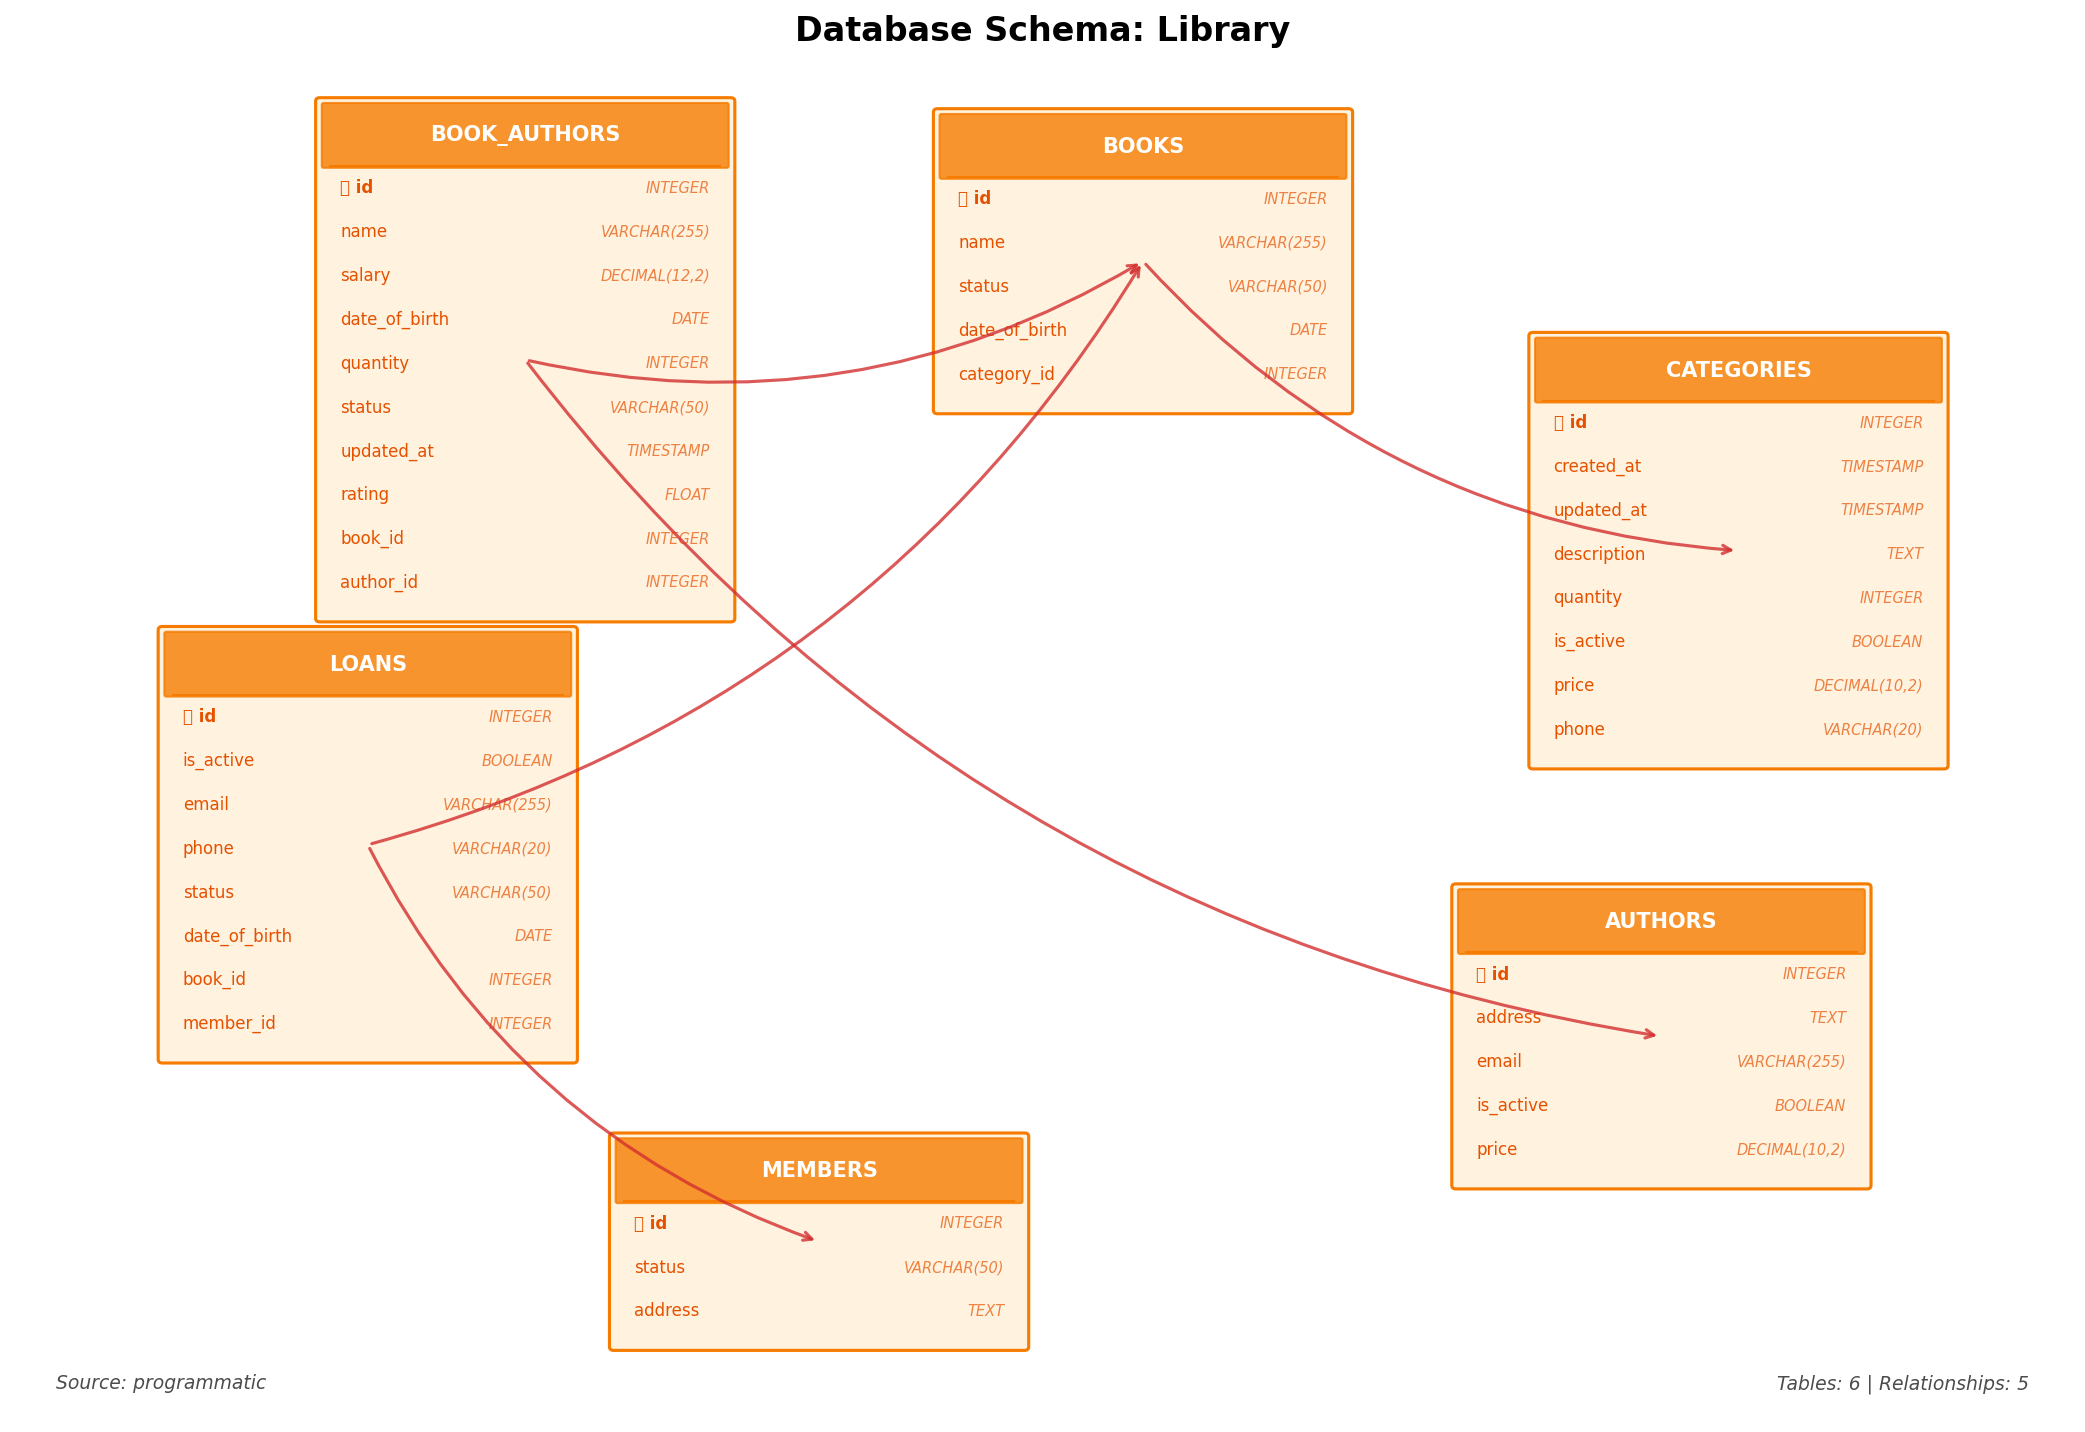 Database Schema: Library
BOOK_AUTHORS
id INTEGER
name VARCHAR(255)
salary DECIMAL(12,2)
date_of_birth DATE
quantity INTEGER
status VARCHAR(50)
updated_at TIMESTAMP
rating FLOAT
book_id INTEGER
author_id INTEGER
BOOKS
id INTEGER
name VARCHAR(255)
status VARCHAR(50)
date_of_birth DATE
category_id INTEGER
CATEGORIES
id INTEGER
created_at TIMESTAMP
updated_at TIMESTAMP
description TEXT
quantity INTEGER
is_active BOOLEAN
price DECIMAL(10,2)
phone VARCHAR(20)
LOANS
id INTEGER
is_active BOOLEAN
email VARCHAR(255)
phone VARCHAR(20)
status VARCHAR(50)
date_of_birth DATE
book_id INTEGER
member_id INTEGER
AUTHORS
id INTEGER
address TEXT
email VARCHAR(255)
is_active BOOLEAN
price DECIMAL(10,2)
MEMBERS
id INTEGER
status VARCHAR(50)
address TEXT
Source: programmatic
Tables: 6 | Relationships: 5